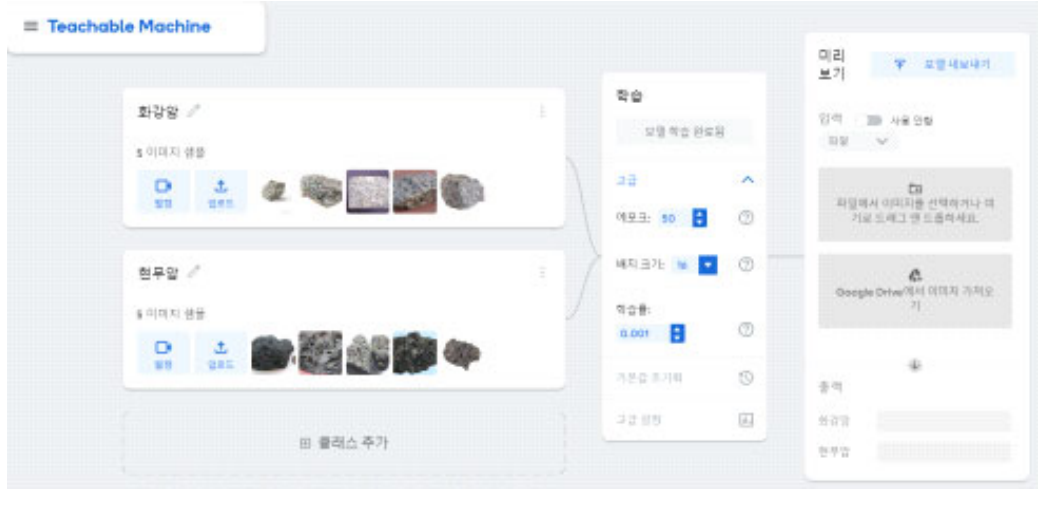 Teachable Machine
화강암
5 이미지 샘플
웹캠
업로드
현무암
5 이미지 샘플
웹캠
업로드
클래스 추가
학습
모델 학습 완료됨
고급
에포크: 50
배치 크기: 16
학습률:
0.001
기본값 초기화
고급 설정
미리
보기
모델 내보내기
입력
사용 안함
파일
파일에서 이미지를 선택하거나 여
기로 드래그 앤 드롭하세요.
Google Drive에서 이미지 가져오
기
출력
화강암
현무암